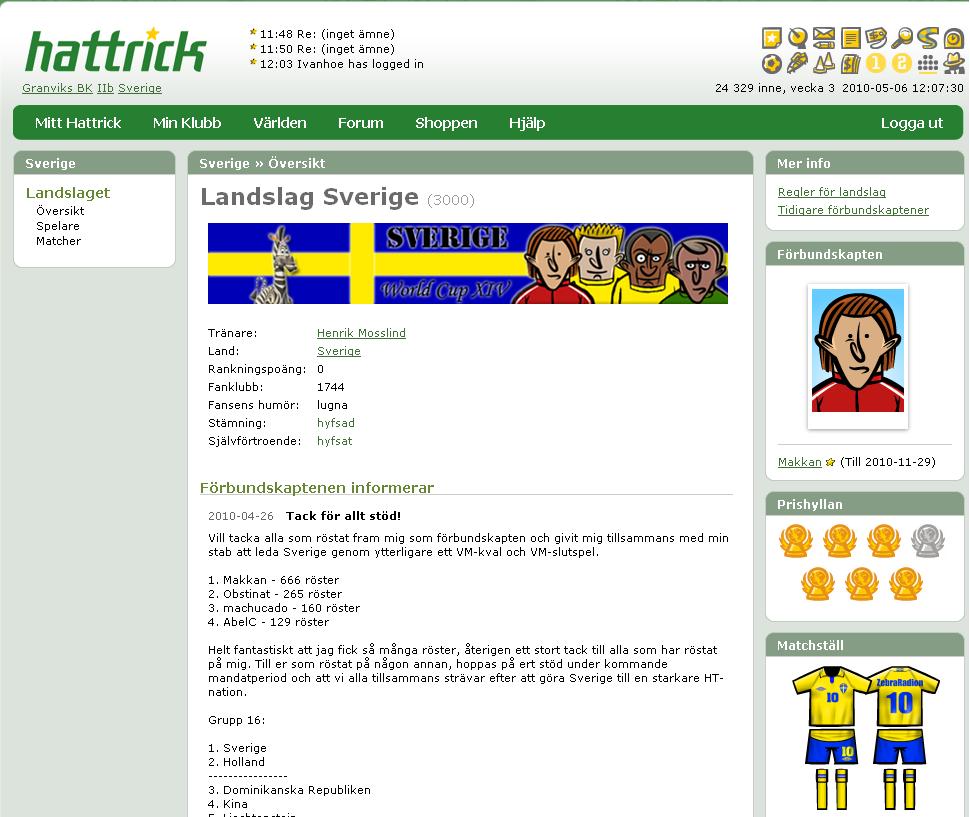 hattrick
11:48 Re: (inget ämne)
11:50 Re: (inget ämne)
12:03 Ivanhoe has logged in
Granviks BK IIb Sverige
24 329 inne, vecka 3 2010-05-06 12:07:30
Mitt Hattrick Min Klubb Världen Forum Shoppen Hjälp Logga ut
Sverige
Landslaget
Översikt
Spelare
Matcher
Sverige » Översikt
Landslag Sverige (3000)
SVERIGE
World Cup XIV
Tränare: Henrik Mosslind
Land: Sverige
Rankningspoäng: 0
Fanklubb: 1744
Fansens humör: lugna
Stämning: hyfsad
Självförtroende: hyfsat
Förbundskaptenen informerar
2010-04-26 Tack för allt stöd!
Vill tacka alla som röstat fram mig som förbundskapten och givit mig tillsammans med min
stab att leda Sverige genom ytterligare ett VM-kval och VM-slutspel.
1. Makkan - 666 röster
2. Obstinat - 265 röster
3. machucado - 160 röster
4. AbelC - 129 röster
Helt fantastiskt att jag fick så många röster, återigen ett stort tack till alla som har röstat
på mig. Till er som röstat på någon annan, hoppas på ert stöd under kommande
mandatperiod och att vi alla tillsammans strävar efter att göra Sverige till en starkare HT-
nation.
Grupp 16:
1. Sverige
2. Holland
----------------
3. Dominikanska Republiken
4. Kina
5. Liechtenstein
Mer info
Regler för landslag
Tidigare förbundskaptener
Förbundskapten
Makkan (Till 2010-11-29)
Prishyllan
Matchställ
ZebraRadion
10 10
10